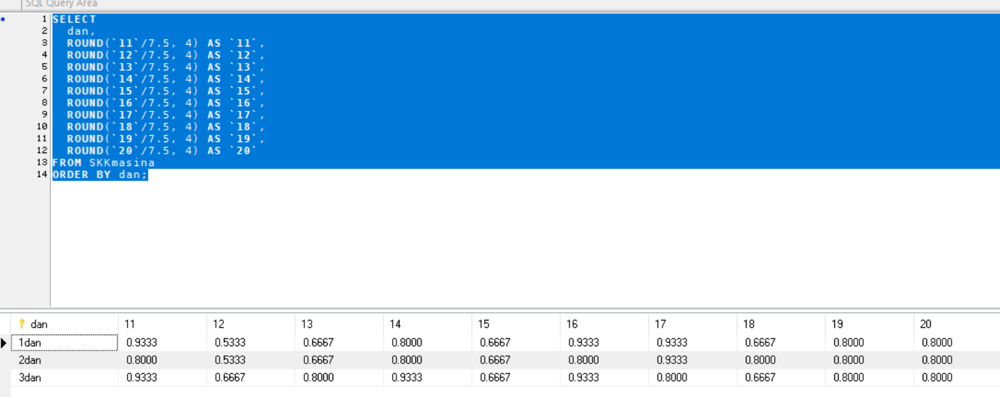 SQL Query Area
1 SELECT
2 dan,
3 ROUND(`11`/7.5, 4) AS `11`,
4 ROUND(`12`/7.5, 4) AS `12`,
5 ROUND(`13`/7.5, 4) AS `13`,
6 ROUND(`14`/7.5, 4) AS `14`,
7 ROUND(`15`/7.5, 4) AS `15`,
8 ROUND(`16`/7.5, 4) AS `16`,
9 ROUND(`17`/7.5, 4) AS `17`,
10 ROUND(`18`/7.5, 4) AS `18`,
11 ROUND(`19`/7.5, 4) AS `19`,
12 ROUND(`20`/7.5, 4) AS `20`
13 FROM SKKmasina
14 ORDER BY dan;
dan 11 12 13 14 15 16 17 18 19 20
1dan 0.9333 0.5333 0.6667 0.8000 0.6667 0.9333 0.9333 0.6667 0.8000 0.8000
2dan 0.8000 0.5333 0.6667 0.8000 0.6667 0.8000 0.9333 0.8000 0.8000 0.8000
3dan 0.9333 0.6667 0.8000 0.9333 0.6667 0.9333 0.8000 0.6667 0.8000 0.8000